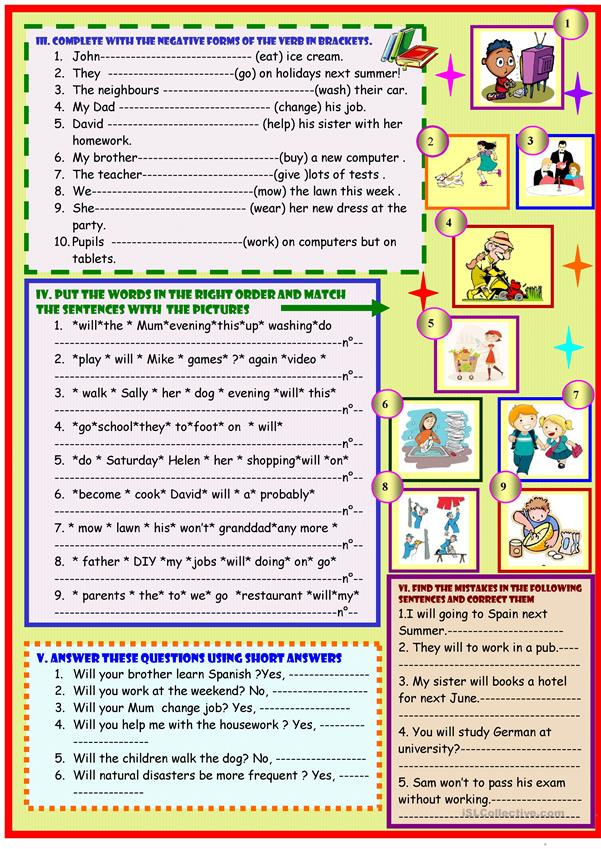 III. COMPLETE WITH THE NEGATIVE FORMS OF THE VERB IN BRACKETS.
1. John---------------------------- (eat) ice cream.
2. They -----------------------(go) on holidays next summer!
3. The neighbours ----------------------------(wash) their car.
4. My Dad ---------------------------- (change) his job.
5. David ---------------------------- (help) his sister with her
homework.
6. My brother--------------------------(buy) a new computer .
7. The teacher------------------------(give )lots of tests .
8. We-----------------------------(mow) the lawn this week .
9. She---------------------------- (wear) her new dress at the
party.
10. Pupils -----------------------------(work) on computers but on
tablets.
IV. PUT THE WORDS IN THE RIGHT ORDER AND MATCH
THE SENTENCES WITH THE PICTURES
1. *will*the * Mum*evening*this*up* washing*do
----------------------------------------------------n°--
2. *play * will * Mike * games* ?* again *video *
----------------------------------------------------n°--
3. * walk * Sally * her * dog * evening *will* this*
----------------------------------------------------n°--
4. *go*school*they* to*foot* on * will*
----------------------------------------------------n°--
5. *do * Saturday* Helen * her * shopping*will *on*
----------------------------------------------------n°--
6. *become * cook* David* will * a* probably*
----------------------------------------------------n°--
7. * mow * lawn * his* won't* granddad*any more *
----------------------------------------------------n°--
8. * father * DIY *my *jobs *will* doing* on* go*
----------------------------------------------------n°--
9. * parents * the* to* we* go *restaurant *will*my*
----------------------------------------------------n°--
V. ANSWER THESE QUESTIONS USING SHORT ANSWERS
1. Will your brother learn Spanish ?Yes, ----------------
2. Will you work at the weekend? No, ------------------
3. Will your Mum change job? Yes, ------------------
4. Will you help me with the housework ? Yes, ---------
----------------
5. Will the children walk the dog? No, ------------------
6. Will natural disasters be more frequent ? Yes, ------
--------------
1
2
3
4
5
6
7
8
9
VI. FIND THE MISTAKES IN THE FOLLOWING
SENTENCES AND CORRECT THEM
1.I will going to Spain next
Summer.----------------------
-----------------------------------
2. They will to work in a pub.----
-----------------------------------
3. My sister will books a hotel
for next June.-------------------
-----------------------------------
4. You will study German at
university?-----------------------
-----------------------------------
5. Sam won't to pass his exam
without working.-----------------
-----------------------------------
iSLCollective.com